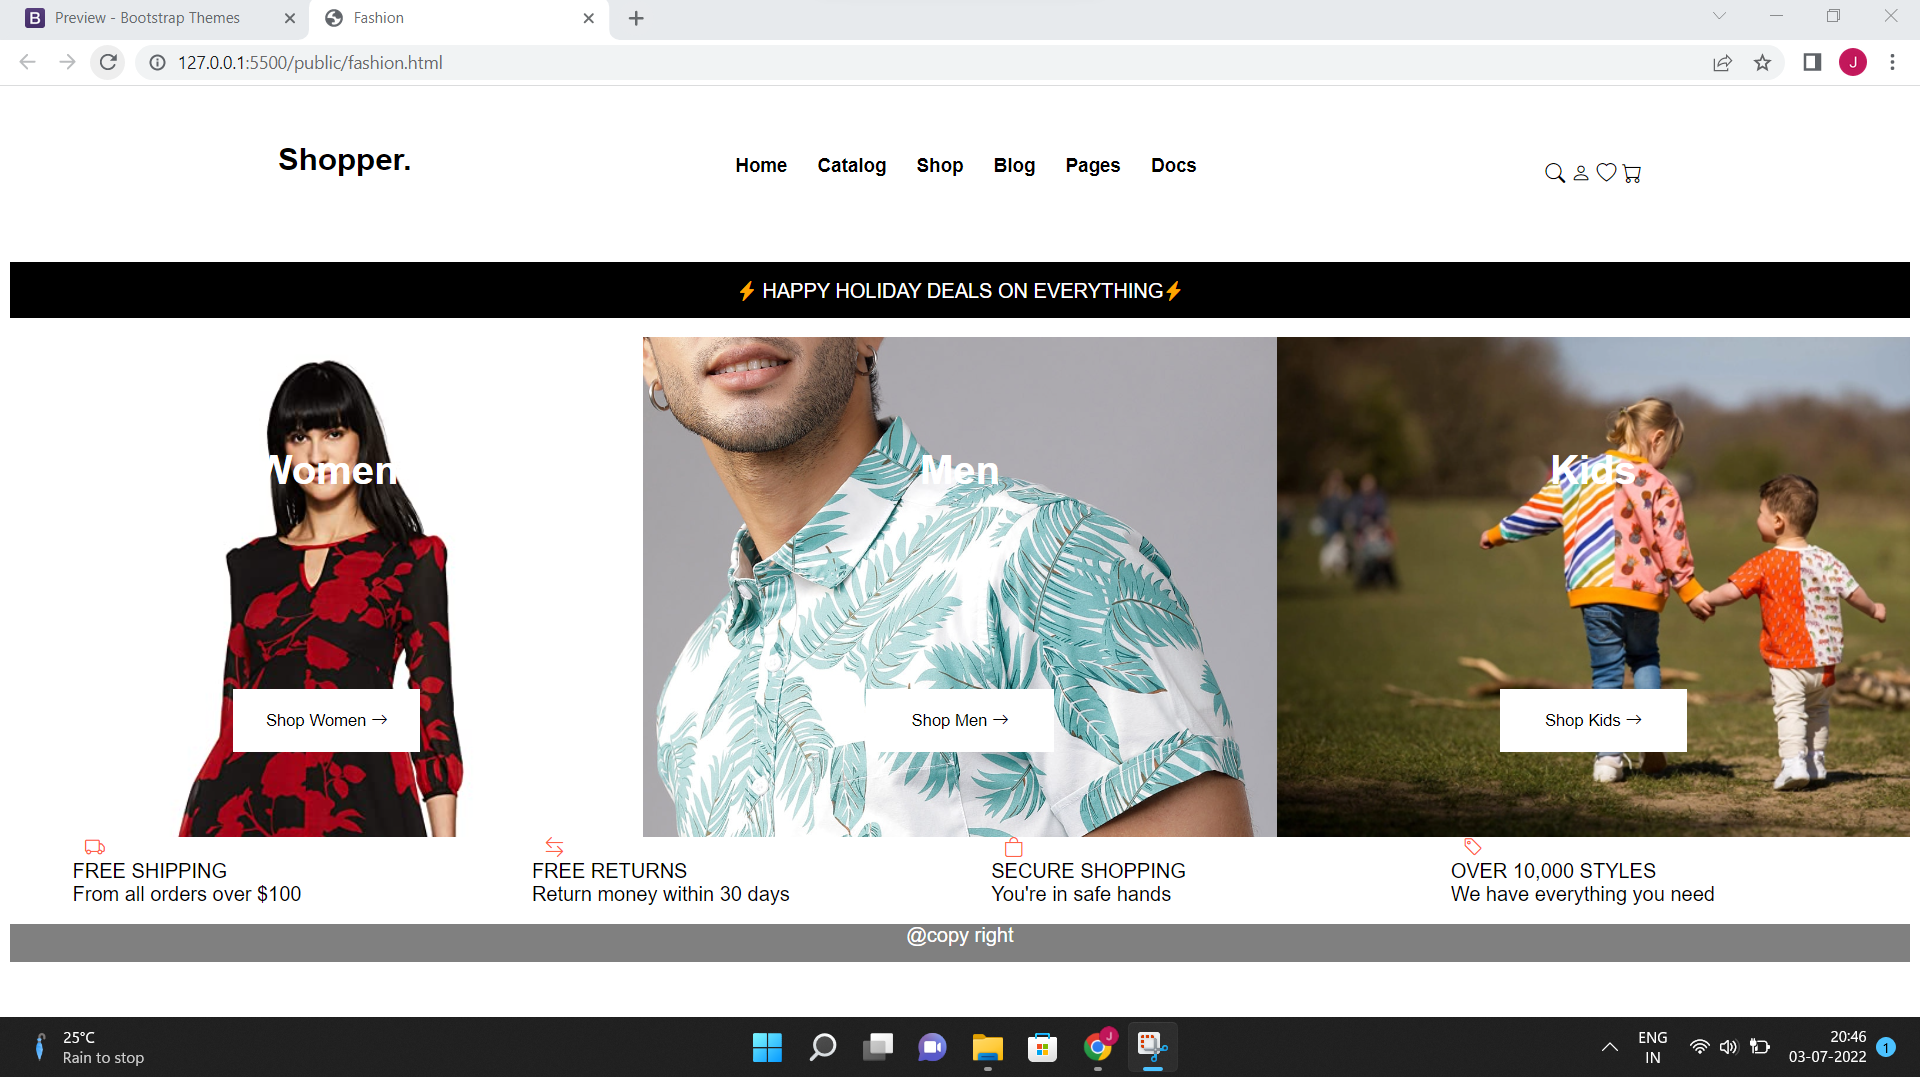 Preview - Bootstrap Themes
Fashion
127.0.0.1:5500/public/fashion.html
J
Shopper.
Home Catalog Shop Blog Pages Docs
⚡ HAPPY HOLIDAY DEALS ON EVERYTHING⚡
Women
Men
Kids
Shop Women →
Shop Men →
Shop Kids →
FREE SHIPPING
From all orders over $100
FREE RETURNS
Return money within 30 days
SECURE SHOPPING
You're in safe hands
OVER 10,000 STYLES
We have everything you need
@copy right
25°C
Rain to stop
J
ENG
IN
20:46
03-07-2022
1